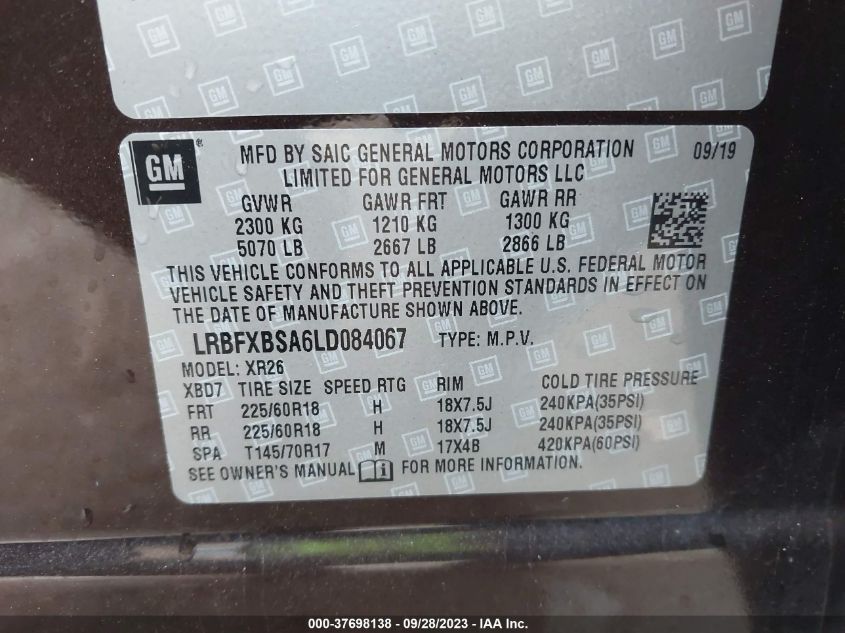 GM
MFD BY SAIC GENERAL MOTORS CORPORATION 09/19
LIMITED FOR GENERAL MOTORS LLC
GVWR GAWR FRT GAWR RR
2300 KG 1210 KG 1300 KG
5070 LB 2667 LB 2866 LB
THIS VEHICLE CONFORMS TO ALL APPLICABLE U.S. FEDERAL MOTOR
VEHICLE SAFETY AND THEFT PREVENTION STANDARDS IN EFFECT ON
THE DATE OF MANUFACTURE SHOWN ABOVE.
LRBFXBSA6LD084067 TYPE: M.P.V.
MODEL: XR26
XBD7 TIRE SIZE SPEED RTG RIM COLD TIRE PRESSURE
FRT 225/60R18 H 18X7.5J 240KPA(35PSI)
RR 225/60R18 H 18X7.5J 240KPA(35PSI)
SPA T145/70R17 M 17X4B 420KPA(60PSI)
SEE OWNER'S MANUAL FOR MORE INFORMATION.
000-37698138 - 09/28/2023 - IAA Inc.